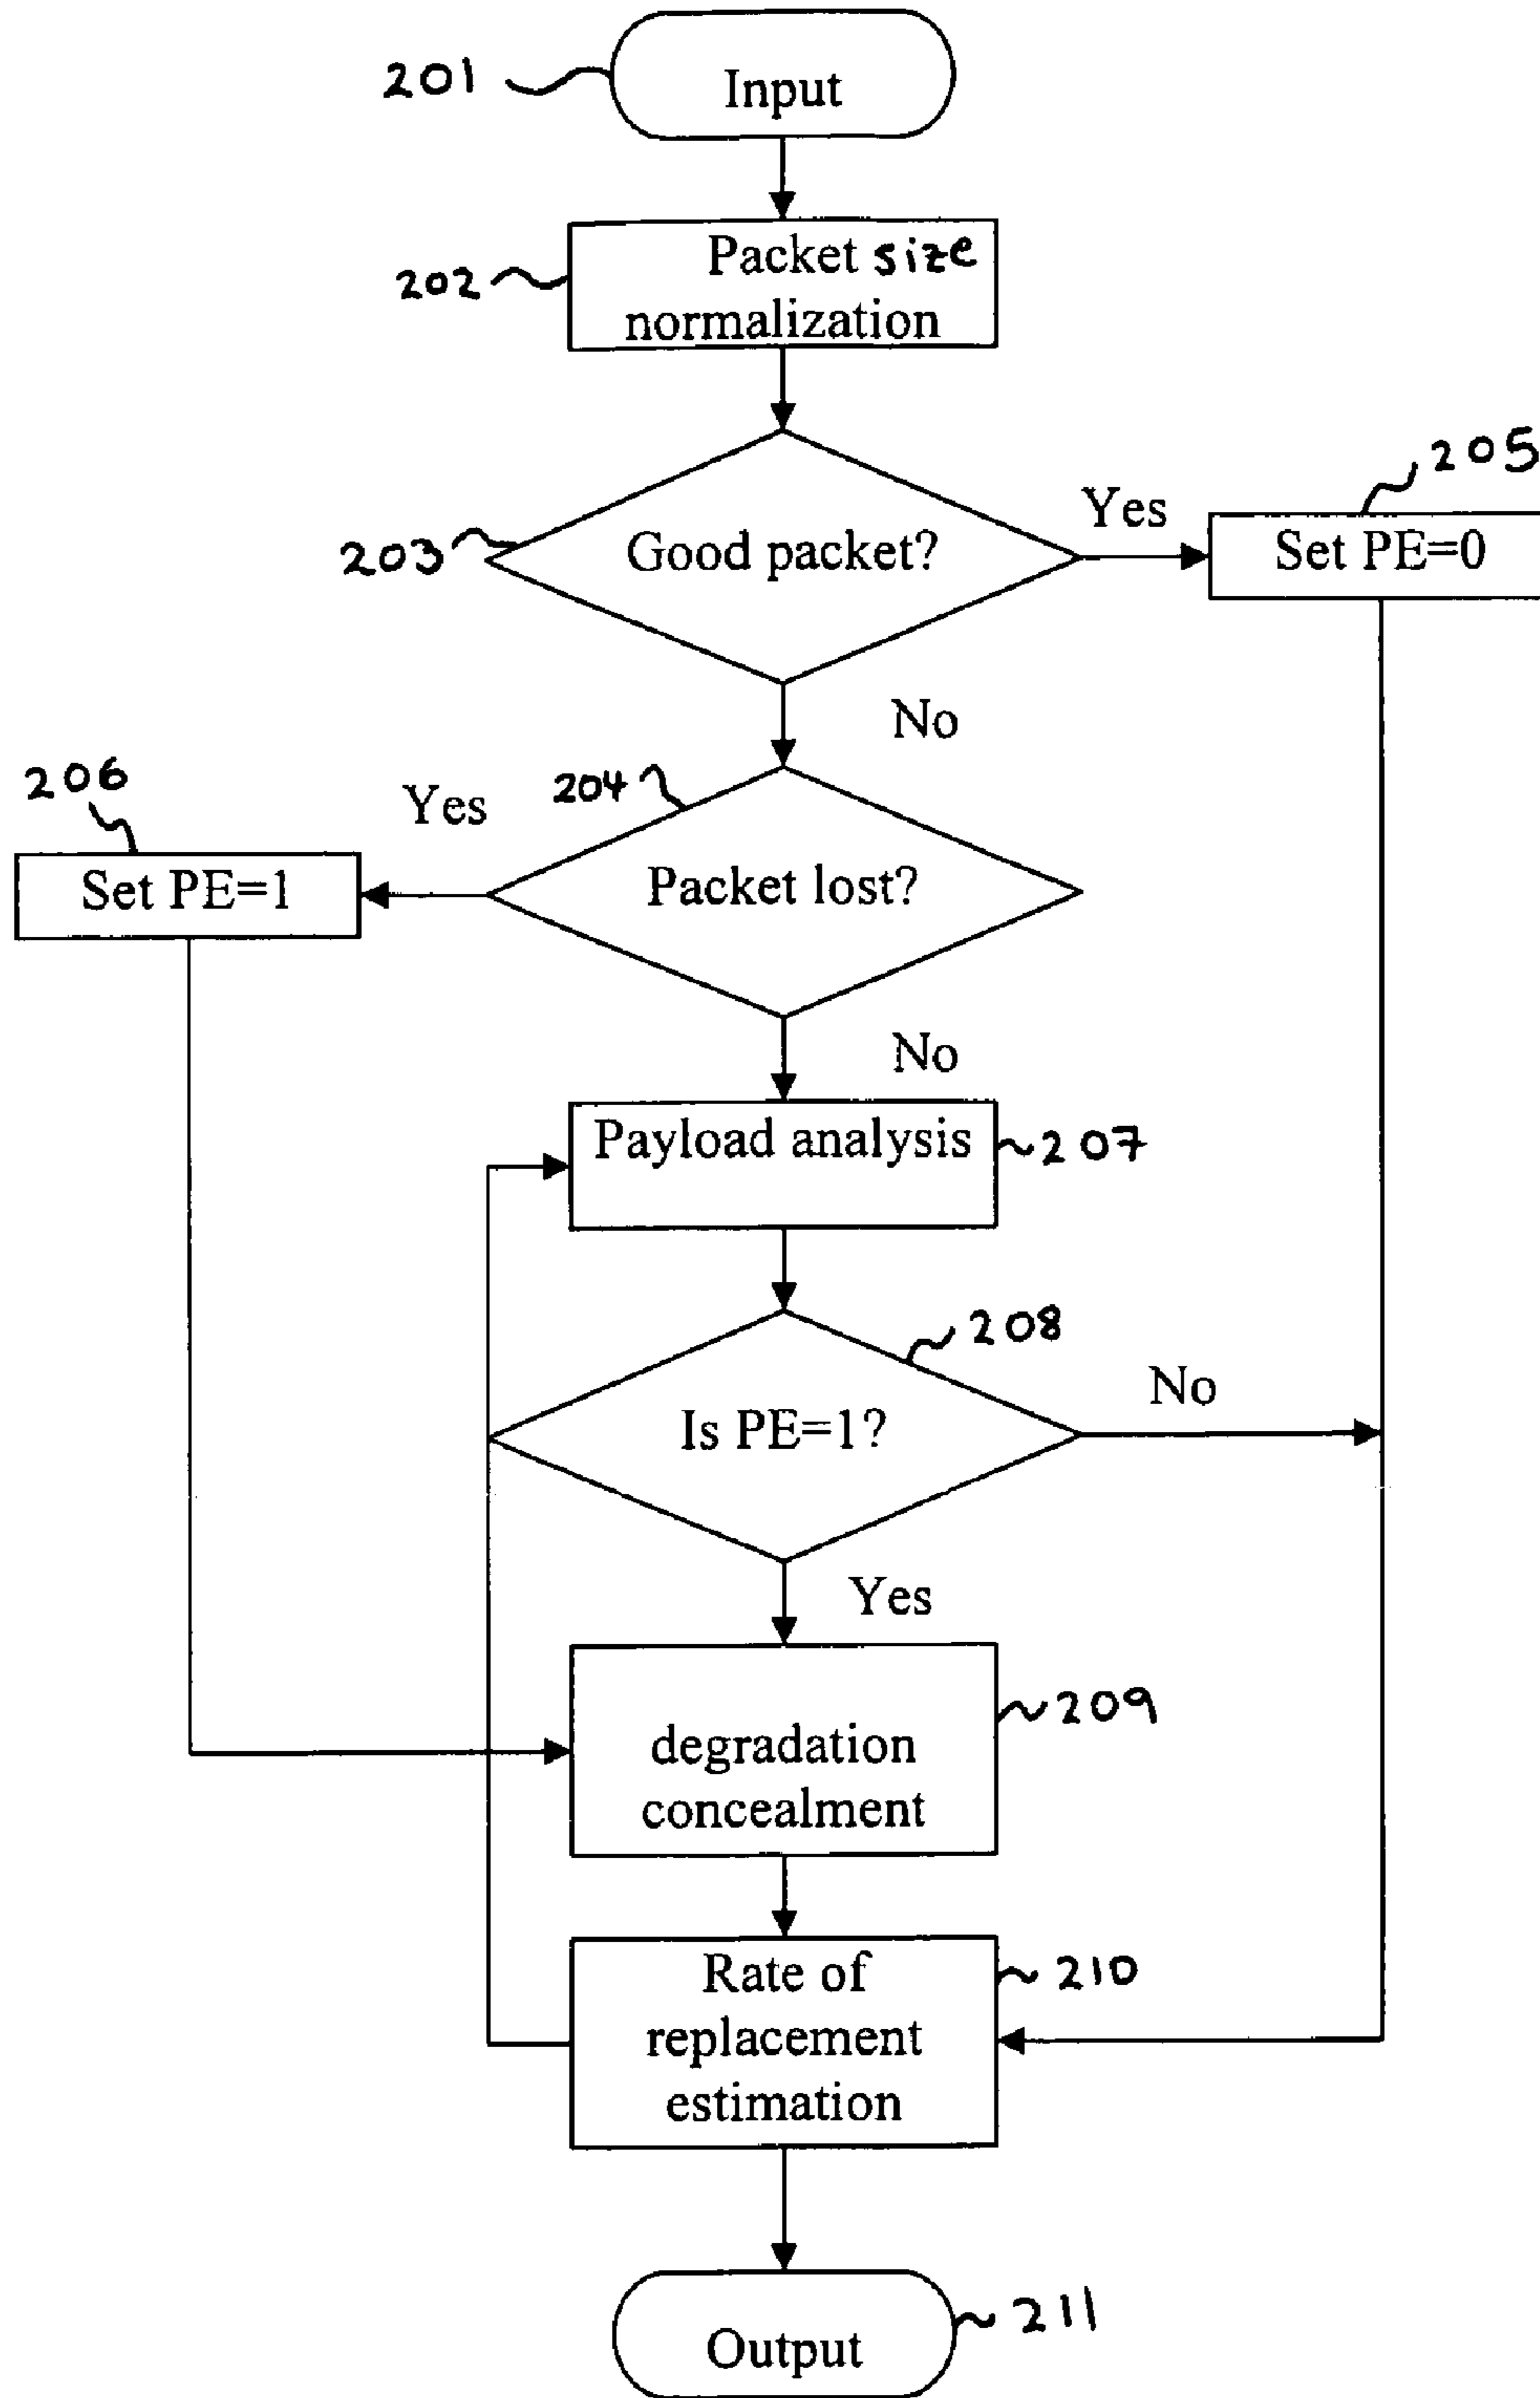 201
Input
202
Packet size
normalization
205
Yes
203
Good packet?
Set PE=0
No
206
Yes
204
Set PE=1
Packet lost?
No
Payload analysis
207
208
No
Is PE=1?
Yes
209
degradation
concealment
Rate of
210
replacement
estimation
211
Output